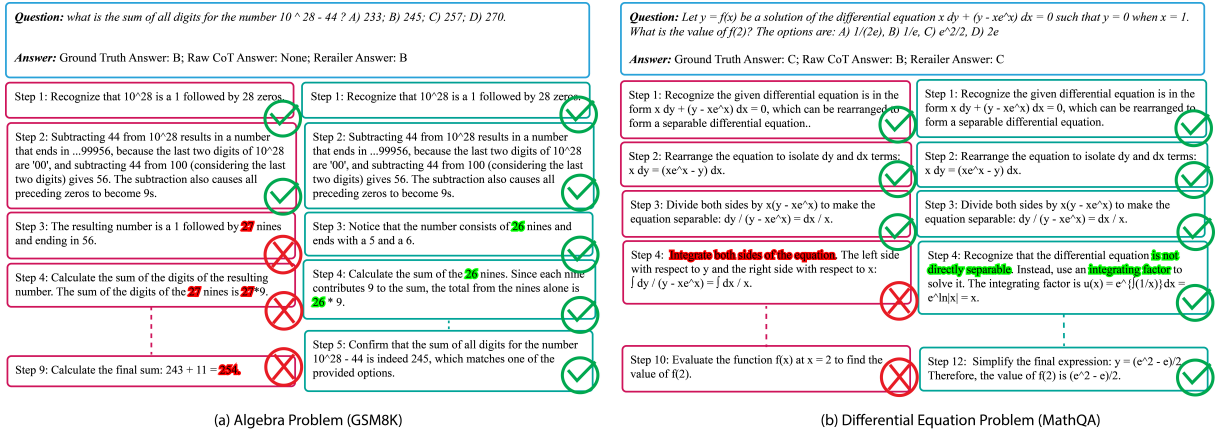 Question: what is the sum of all digits for the number 10 ^ 28 - 44 ? A) 233; B) 245; C) 257; D) 270.
Answer: Ground Truth Answer: B; Raw CoT Answer: None; Rerailer Answer: B
Step 1: Recognize that 10^28 is a 1 followed by 28 zeros.
Step 2: Subtracting 44 from 10^28 results in a number
that ends in ...99956, because the last two digits of 10^28
are '00', and subtracting 44 from 100 (considering the last
two digits) gives 56. The subtraction also causes all
preceding zeros to become 9s.
Step 3: The resulting number is a 1 followed by 27 nines
and ending in 56.
Step 4: Calculate the sum of the digits of the resulting
number. The sum of the digits of the 27 nines is 27*9.
Step 9: Calculate the final sum: 243 + 11 = 254.
Step 1: Recognize that 10^28 is a 1 followed by 28 zeros.
Step 2: Subtracting 44 from 10^28 results in a number
that ends in ...99956, because the last two digits of 10^28
are '00', and subtracting 44 from 100 (considering the last
two digits) gives 56. The subtraction also causes all
preceding zeros to become 9s.
Step 3: Notice that the number consists of 26 nines and
ends with a 5 and a 6.
Step 4: Calculate the sum of the 26 nines. Since each nine
contributes 9 to the sum, the total from the nines alone is
26 * 9.
Step 5: Confirm that the sum of all digits for the number
10^28 - 44 is indeed 245, which matches one of the
provided options.
(a) Algebra Problem (GSM8K)
Question: Let y = f(x) be a solution of the differential equation x dy + (y - xe^x) dx = 0 such that y = 0 when x = 1.
What is the value of f(2)? The options are: A) 1/(2e), B) 1/e, C) e^2/2, D) 2e
Answer: Ground Truth Answer: C; Raw CoT Answer: B; Rerailer Answer: C
Step 1: Recognize the given differential equation is in the
form x dy + (y - xe^x) dx = 0, which can be rearranged to
form a separable differential equation..
Step 2: Rearrange the equation to isolate dy and dx terms:
x dy = (xe^x - y) dx.
Step 3: Divide both sides by x(y - xe^x) to make the
equation separable: dy / (y - xe^x) = dx / x.
Step 4: Integrate both sides of the equation. The left side
with respect to y and the right side with respect to x:
∫ dy / (y - xe^x) = ∫ dx / x.
Step 10: Evaluate the function f(x) at x = 2 to find the
value of f(2).
Step 1: Recognize the given differential equation is in the
form x dy + (y - xe^x) dx = 0, which can be rearranged to
form a separable differential equation.
Step 2: Rearrange the equation to isolate dy and dx terms:
x dy = (xe^x - y) dx.
Step 3: Divide both sides by x(y - xe^x) to make the
equation separable: dy / (y - xe^x) = dx / x.
Step 4: Recognize that the differential equation is not
directly separable. Instead, use an integrating factor to
solve it. The integrating factor is u(x) = e^{∫(1/x)}dx =
e^ln|x| = x.
Step 12: Simplify the final expression: y = (e^2 - e)/2
Therefore, the value of f(2) is (e^2 - e)/2.
(b) Differential Equation Problem (MathQA)